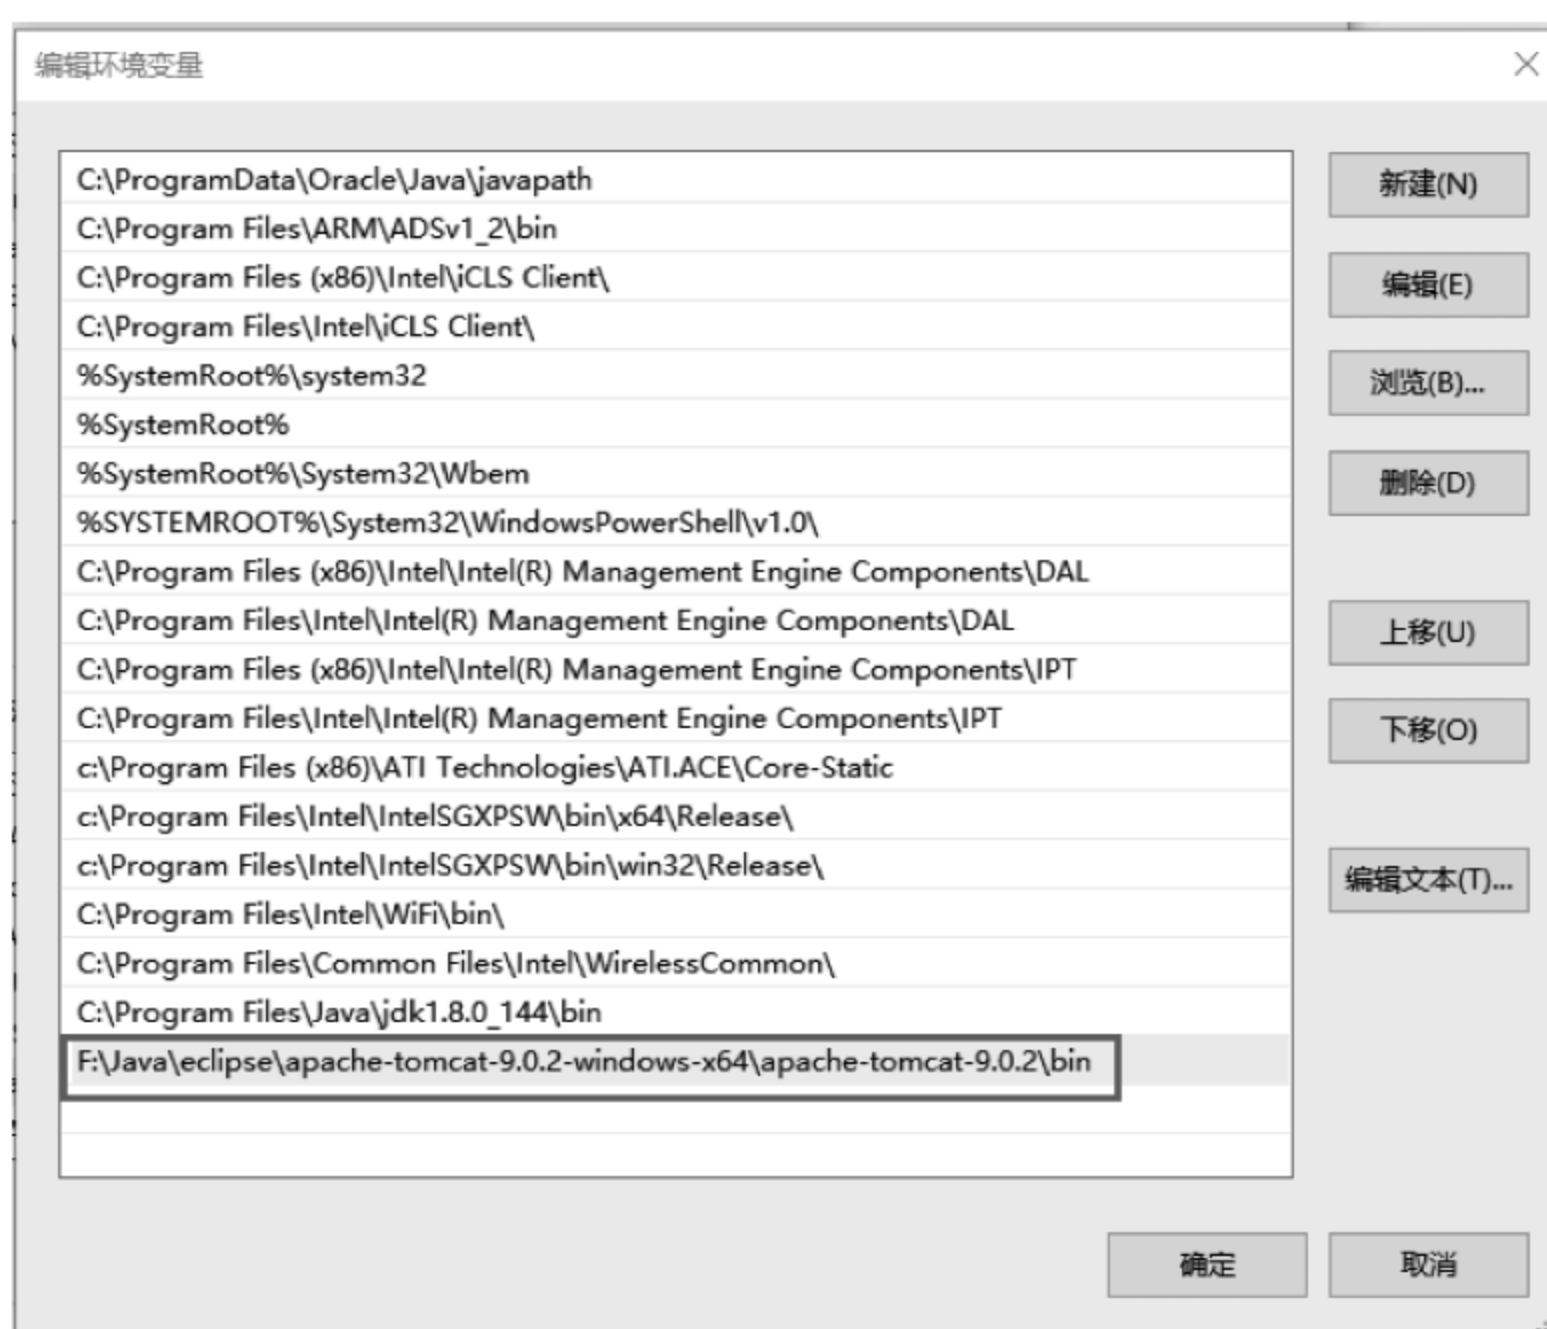 编辑环境变量
C:\ProgramData\Oracle\Java\javapath
C:\Program Files\ARM\ADSv1_2\bin
C:\Program Files (x86)\Intel\iCLS Client\
C:\Program Files\Intel\iCLS Client\
%SystemRoot%\system32
%SystemRoot%
%SystemRoot%\System32\Wbem
%SYSTEMROOT%\System32\WindowsPowerShell\v1.0\
C:\Program Files (x86)\Intel\Intel(R) Management Engine Components\DAL
C:\Program Files\Intel\Intel(R) Management Engine Components\DAL
C:\Program Files (x86)\Intel\Intel(R) Management Engine Components\IPT
C:\Program Files\Intel\Intel(R) Management Engine Components\IPT
c:\Program Files (x86)\ATI Technologies\ATI.ACE\Core-Static
c:\Program Files\Intel\IntelSGXPSW\bin\x64\Release\
c:\Program Files\Intel\IntelSGXPSW\bin\win32\Release\
C:\Program Files\Intel\WiFi\bin\
C:\Program Files\Common Files\Intel\WirelessCommon\
C:\Program Files\Java\jdk1.8.0_144\bin
F:\Java\eclipse\apache-tomcat-9.0.2-windows-x64\apache-tomcat-9.0.2\bin
新建(N)
编辑(E)
浏览(B)...
删除(D)
上移(U)
下移(O)
编辑文本(T)...
确定
取消